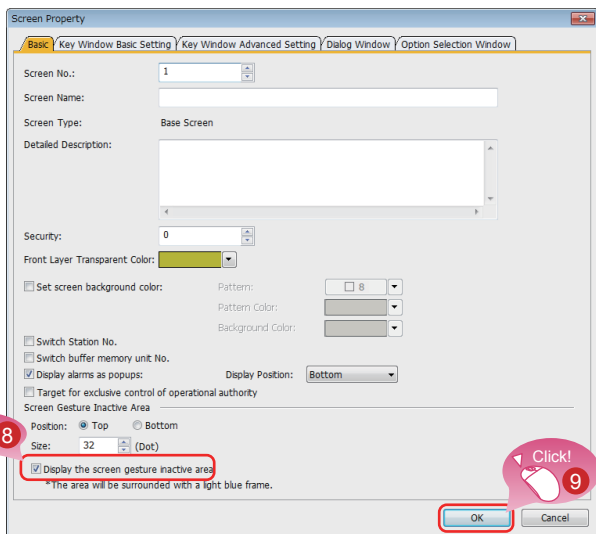 Screen Property
Basic Key Window Basic Setting Key Window Advanced Setting Dialog Window Option Selection Window
Screen No.: 1
Screen Name:
Screen Type: Base Screen
Detailed Description:
Security: 0
Front Layer Transparent Color:
Set screen background color: Pattern: 8
Pattern Color:
Background Color:
Switch Station No.
Switch buffer memory unit No.
Display alarms as popups: Display Position: Bottom
Target for exclusive control of operational authority
Screen Gesture Inactive Area
Position: Top Bottom
8
Size: 32 (Dot)
Display the screen gesture inactive area
*The area will be surrounded with a light blue frame.
Click!
9
OK Cancel